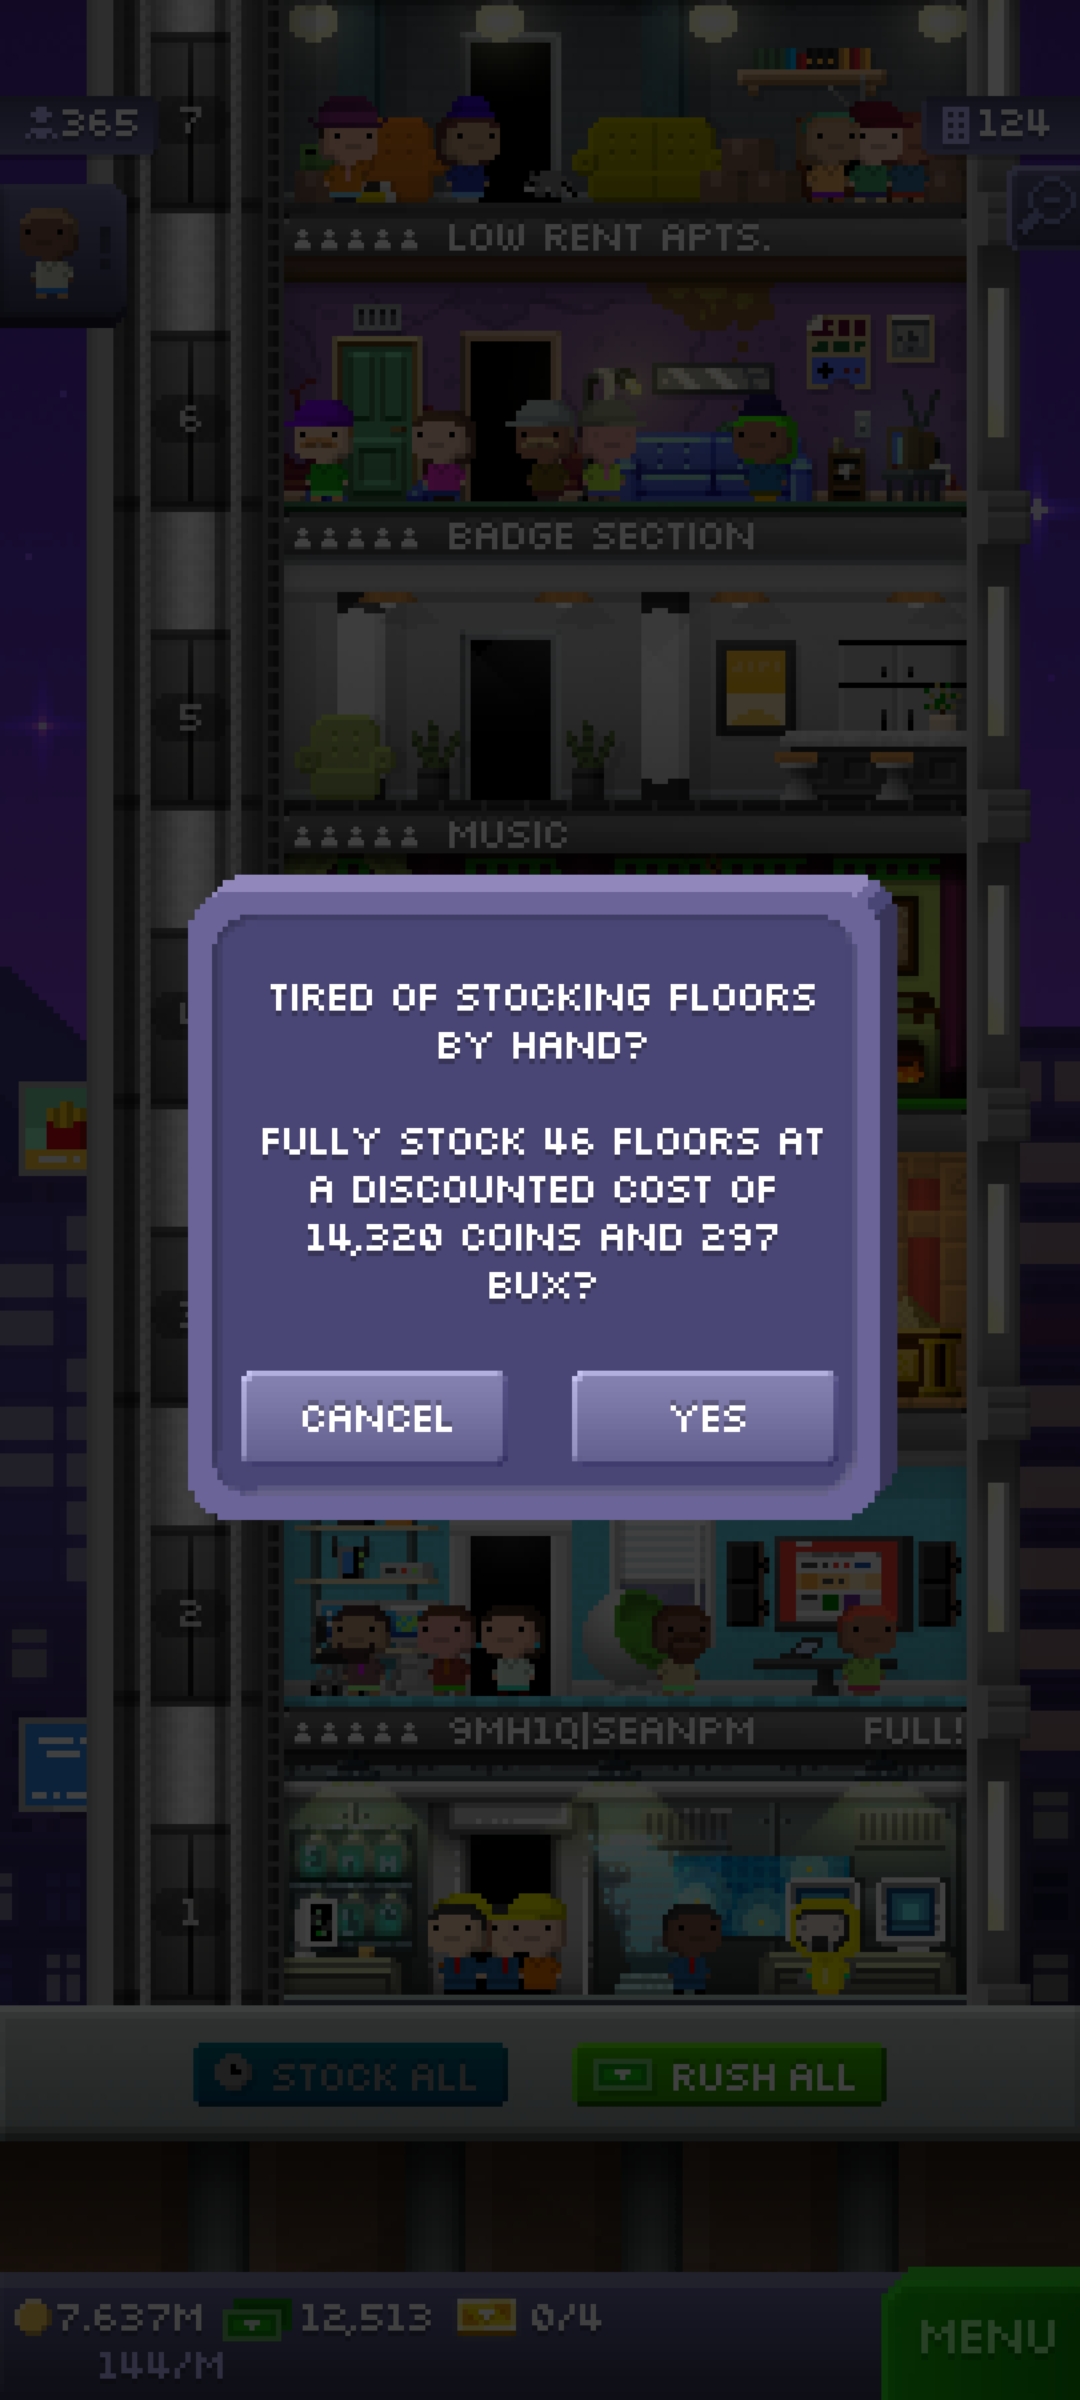 7
365
124
LOW RENT APTS.
6
BADGE SECTION
5
MUSIC
TIRED OF STOCKING FLOORS
BY HAND?
FULLY STOCK 46 FLOORS AT
A DISCOUNTED COST OF
14,320 COINS AND 297
BUX?
CANCEL
YES
2
9MH1Q|SEANPM
FULL!
1
STOCK ALL
RUSH ALL
7.637M
12,513
0/4
144/M
MENU